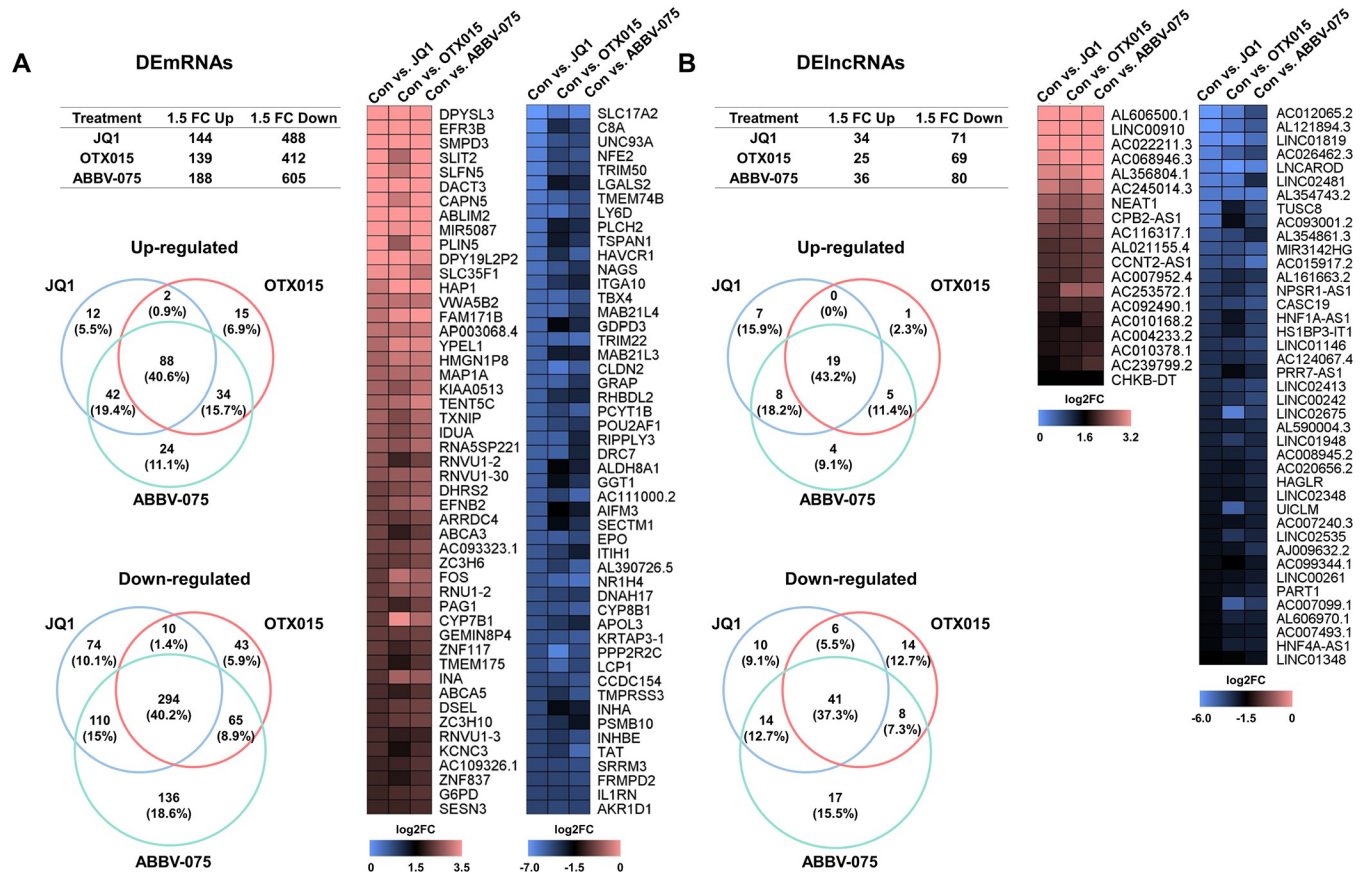 A
DEmRNAs
Treatment 1.5 FC Up 1.5 FC Down
JQ1 144 488
OTX015 139 412
ABBV-075 188 605
Up-regulated
JQ1
OTX015
2
(0.9%)
12
(5.5%)
15
(6.9%)
88
(40.6%)
42
(19.4%)
34
(15.7%)
24
(11.1%)
ABBV-075
Down-regulated
JQ1
OTX015
10
(1.4%)
74
(10.1%)
43
(5.9%)
294
(40.2%)
110
(15%)
65
(8.9%)
136
(18.6%)
ABBV-075
Con vs. JQ1
Con vs. OTX015
Con vs. ABBV-075
DPYSL3
EFR3B
SMPD3
SLIT2
SLFN5
DACT3
CAPN5
ABLIM2
MIR5087
PLIN5
DPY19L2P2
SLC35F1
HAP1
VWA5B2
FAM171B
AP003068.4
YPEL1
HMGN1P8
MAP1A
KIAA0513
TENT5C
TXNIP
IDUA
RNA5SP221
RNVU1-2
RNVU1-30
DHRS2
EFNB2
ARRDC4
ABCA3
AC093323.1
ZC3H6
FOS
RNU1-2
PAG1
CYP7B1
GEMIN8P4
ZNF117
TMEM175
INA
ABCA5
DSEL
ZC3H10
RNVU1-3
KCNC3
AC109326.1
ZNF837
G6PD
SESN3
log2FC
0 1.5 3.5
Con vs. JQ1
Con vs. OTX015
Con vs. ABBV-075
SLC17A2
C8A
UNC93A
NFE2
TRIM50
LGALS2
TMEM74B
LY6D
PLCH2
TSPAN1
HAVCR1
NAGS
ITGA10
TBX4
MAB21L4
GDPD3
TRIM22
MAB21L3
CLDN2
GRAP
RHBDL2
PCYT1B
POU2AF1
RIPPLY3
DRC7
ALDH8A1
GGT1
AC111000.2
AIFM3
SECTM1
EPO
ITIH1
AL390726.5
NR1H4
DNAH17
CYP8B1
APOL3
KRTAP3-1
PPP2R2C
LCP1
CCDC154
TMPRSS3
INHA
PSMB10
INHBE
TAT
SRRM3
FRMPD2
IL1RN
AKR1D1
log2FC
-7.0 -1.5 0
B
DElncRNAs
Treatment 1.5 FC Up 1.5 FC Down
JQ1 34 71
OTX015 25 69
ABBV-075 36 80
Up-regulated
JQ1
OTX015
0
(0%)
7
(15.9%)
1
(2.3%)
19
(43.2%)
8
(18.2%)
5
(11.4%)
4
(9.1%)
ABBV-075
Down-regulated
JQ1
OTX015
6
(5.5%)
10
(9.1%)
14
(12.7%)
41
(37.3%)
14
(12.7%)
8
(7.3%)
17
(15.5%)
ABBV-075
Con vs. JQ1
Con vs. OTX015
Con vs. ABBV-075
AL606500.1
LINC00910
AC022211.3
AC068946.3
AL356804.1
AC245014.3
NEAT1
CPB2-AS1
AC116317.1
AL021155.4
CCNT2-AS1
AC007952.4
AC253572.1
AC092490.1
AC010168.2
AC004233.2
AC010378.1
AC239799.2
CHKB-DT
log2FC
0 1.6 3.2
Con vs. JQ1
Con vs. OTX015
Con vs. ABBV-075
AC012065.2
AL121894.3
LINC01819
AC026462.3
LNCAROD
LINC02481
AL354743.2
TUSC8
AC093001.2
AL354861.3
MIR3142HG
AC015917.2
AL161663.2
NPSR1-AS1
CASC19
HNF1A-AS1
HS1BP3-IT1
LINC01146
AC124067.4
PRR7-AS1
LINC02413
LINC00242
LINC02675
AL590004.3
LINC01948
AC008945.2
AC020656.2
HAGLR
LINC02348
UICLM
AC007240.3
LINC02535
AJ009632.2
AC099344.1
LINC00261
PART1
AC007099.1
AL606970.1
AC007493.1
HNF4A-AS1
LINC01348
log2FC
-6.0 -1.5 0